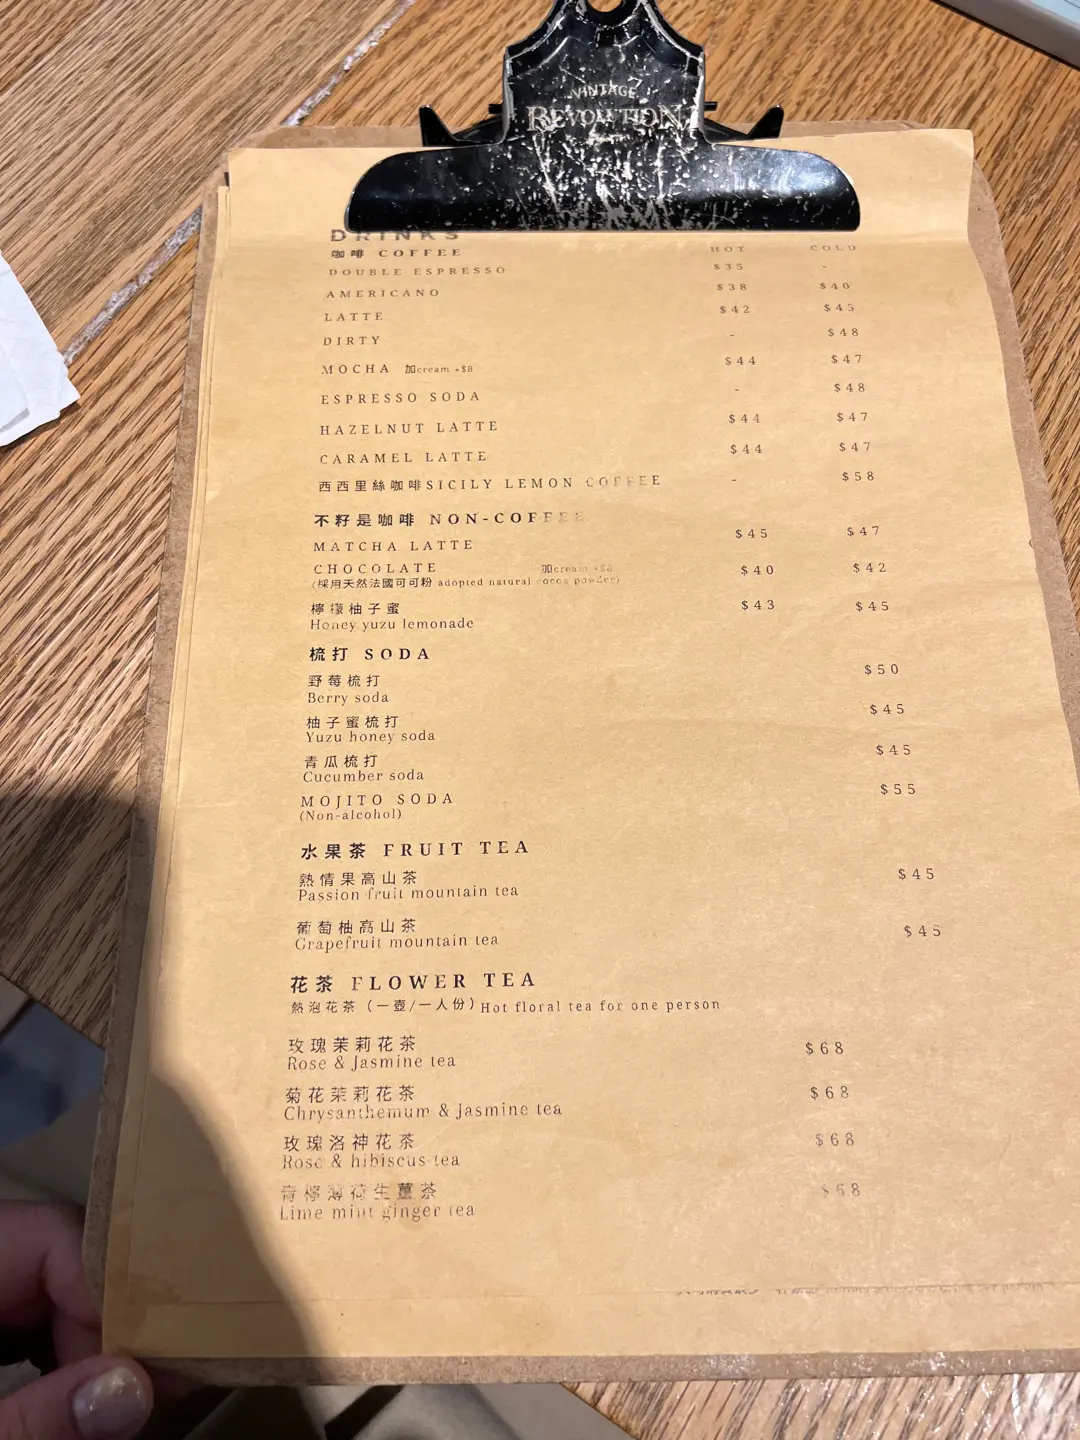 VINTAGE
REVOLUTION
DRINKS
咖啡 COFFEE HOT COLD
DOUBLE ESPRESSO $35 -
AMERICANO $38 $40
LATTE $42 $45
DIRTY - $48
MOCHA 加cream +$8 $44 $47
ESPRESSO SODA - $48
HAZELNUT LATTE $44 $47
CARAMEL LATTE $44 $47
西西里絲咖啡SICILY LEMON COFFEE - $58
不籽是咖啡 NON-COFFEE
MATCHA LATTE $45 $47
CHOCOLATE 加cream +$8 $40 $42
(採用天然法國可可粉 adopted natural cocoa powder)
檸檬柚子蜜 $43 $45
Honey yuzu lemonade
梳打 SODA
野莓梳打 $50
Berry soda
柚子蜜梳打 $45
Yuzu honey soda
青瓜梳打 $45
Cucumber soda
MOJITO SODA $55
(Non-alcohol)
水果茶 FRUIT TEA
熱情果高山茶 $45
Passion fruit mountain tea
葡萄柚高山茶 $45
Grapefruit mountain tea
花茶 FLOWER TEA
熱泡花茶（一壺/一人份）Hot floral tea for one person
玫瑰茉莉花茶 $68
Rose & Jasmine tea
菊花茉莉花茶 $68
Chrysanthemum & Jasmine tea
玫瑰洛神花茶 $68
Rose & hibiscus tea
青檸薄荷生薑茶 $68
Lime mint ginger tea